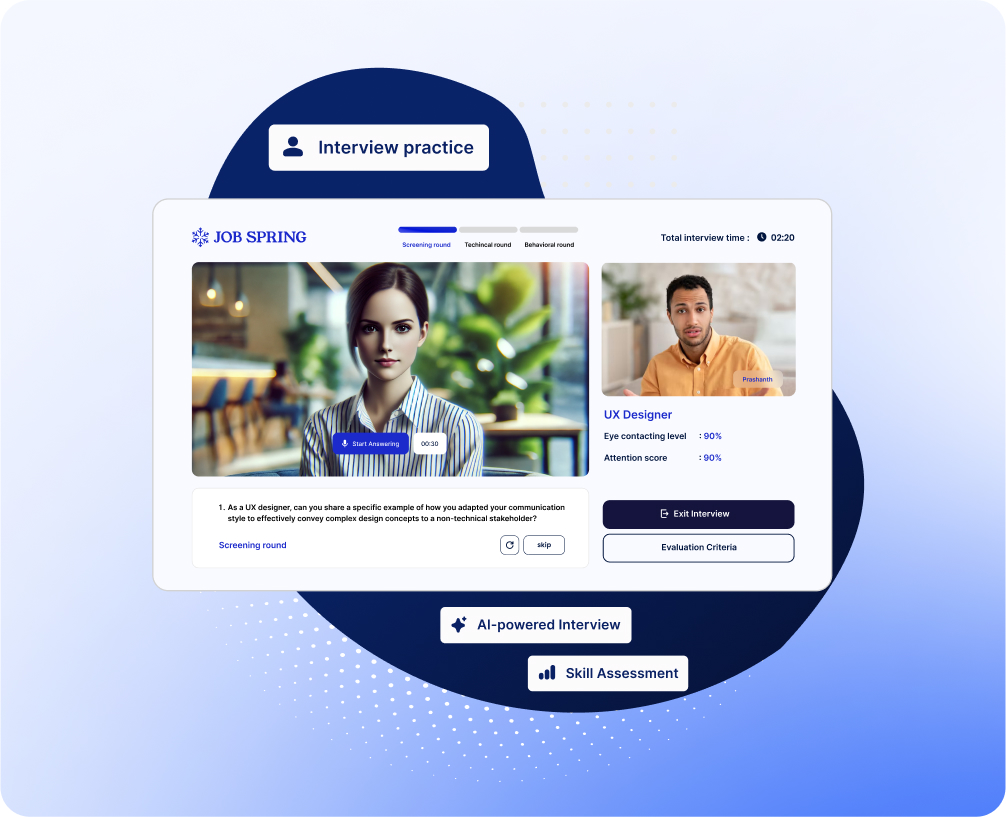 Interview practice
JOB SPRING
Screening round
Techincal round
Behavioral round
Total interview time : 02:20
Start Answering
00:30
Prashanth
UX Designer
Eye contacting level : 90%
Attention score : 90%
1. As a UX designer, can you share a specific example of how you adapted your communication
style to effectively convey complex design concepts to a non-technical stakeholder?
Screening round
skip
Exit Interview
Evaluation Criteria
AI-powered Interview
Skill Assessment